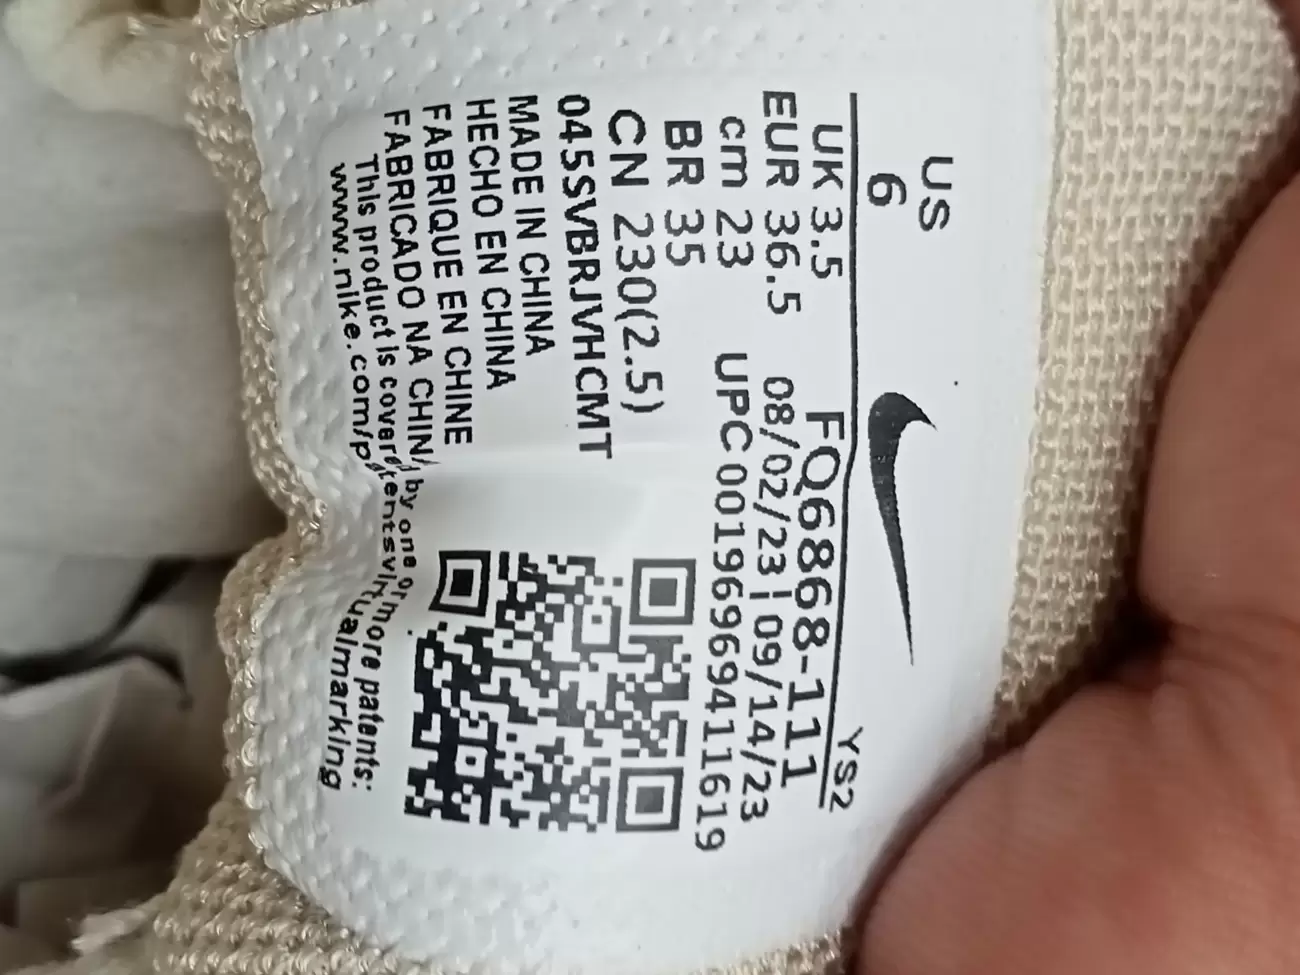 US
6
YS2
UK 3.5
FQ6868-111
EUR 36.5
08/02/23 | 09/14/23
cm 23
UPC 00196969411619
BR 35
CN 230(2.5)
045SVBRJVHCMT
MADE IN CHINA
HECHO EN CHINA
FABRIQUE EN CHINE
FABRICADO NA CHINA
This product is covered by one or more patents:
www.nike.com/patentsvirtualmarking